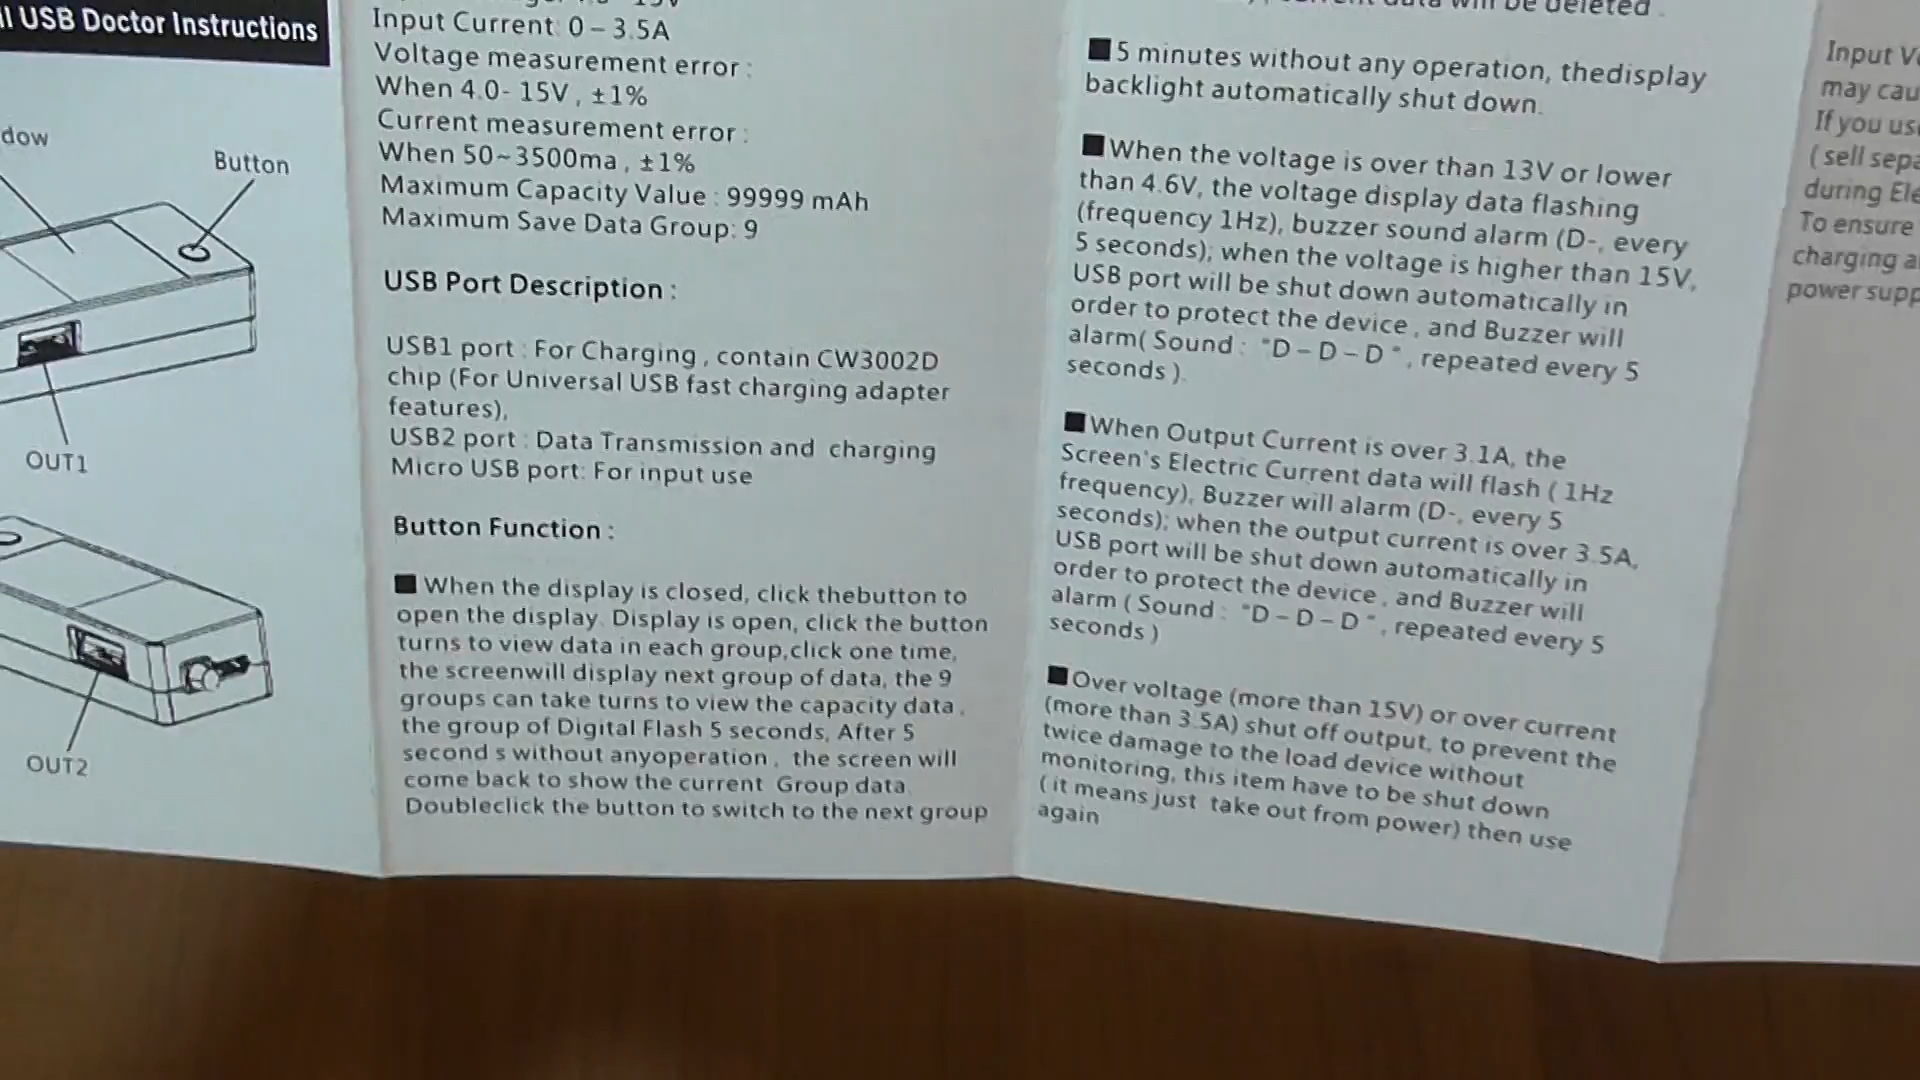 USB Doctor Instructions
Button
OUT1
OUT2
Input Current: 0 – 3.5A
Voltage measurement error :
When 4.0- 15V , ±1%
Current measurement error :
When 50~3500ma , ±1%
Maximum Capacity Value : 99999 mAh
Maximum Save Data Group: 9
USB Port Description :
USB1 port : For Charging , contain CW3002D
chip (For Universal USB fast charging adapter
features),
USB2 port : Data Transmission and charging
Micro USB port: For input use
Button Function :
■ When the display is closed, click thebutton to
open the display. Display is open, click the button
turns to view data in each group,click one time,
the screenwill display next group of data, the 9
groups can take turns to view the capacity data ,
the group of Digital Flash 5 seconds, After 5
second s without anyoperation , the screen will
come back to show the current Group data.
Doubleclick the button to switch to the next group
will be deleted .
■5 minutes without any operation, thedisplay
backlight automatically shut down.
■When the voltage is over than 13V or lower
than 4.6V, the voltage display data flashing
(frequency 1Hz), buzzer sound alarm (D-, every
5 seconds); when the voltage is higher than 15V,
USB port will be shut down automatically in
order to protect the device , and Buzzer will
alarm( Sound : "D – D – D " , repeated every 5
seconds ).
■When Output Current is over 3.1A, the
Screen's Electric Current data will flash ( 1Hz
frequency), Buzzer will alarm (D-, every 5
seconds); when the output current is over 3.5A,
USB port will be shut down automatically in
order to protect the device , and Buzzer will
alarm ( Sound : "D – D – D " , repeated every 5
seconds )
■Over voltage (more than 15V) or over current
(more than 3.5A) shut off output, to prevent the
twice damage to the load device without
monitoring, this item have to be shut down
( it means just take out from power) then use
again
Input
may
If you
( sell
during
To ensure
charging
power